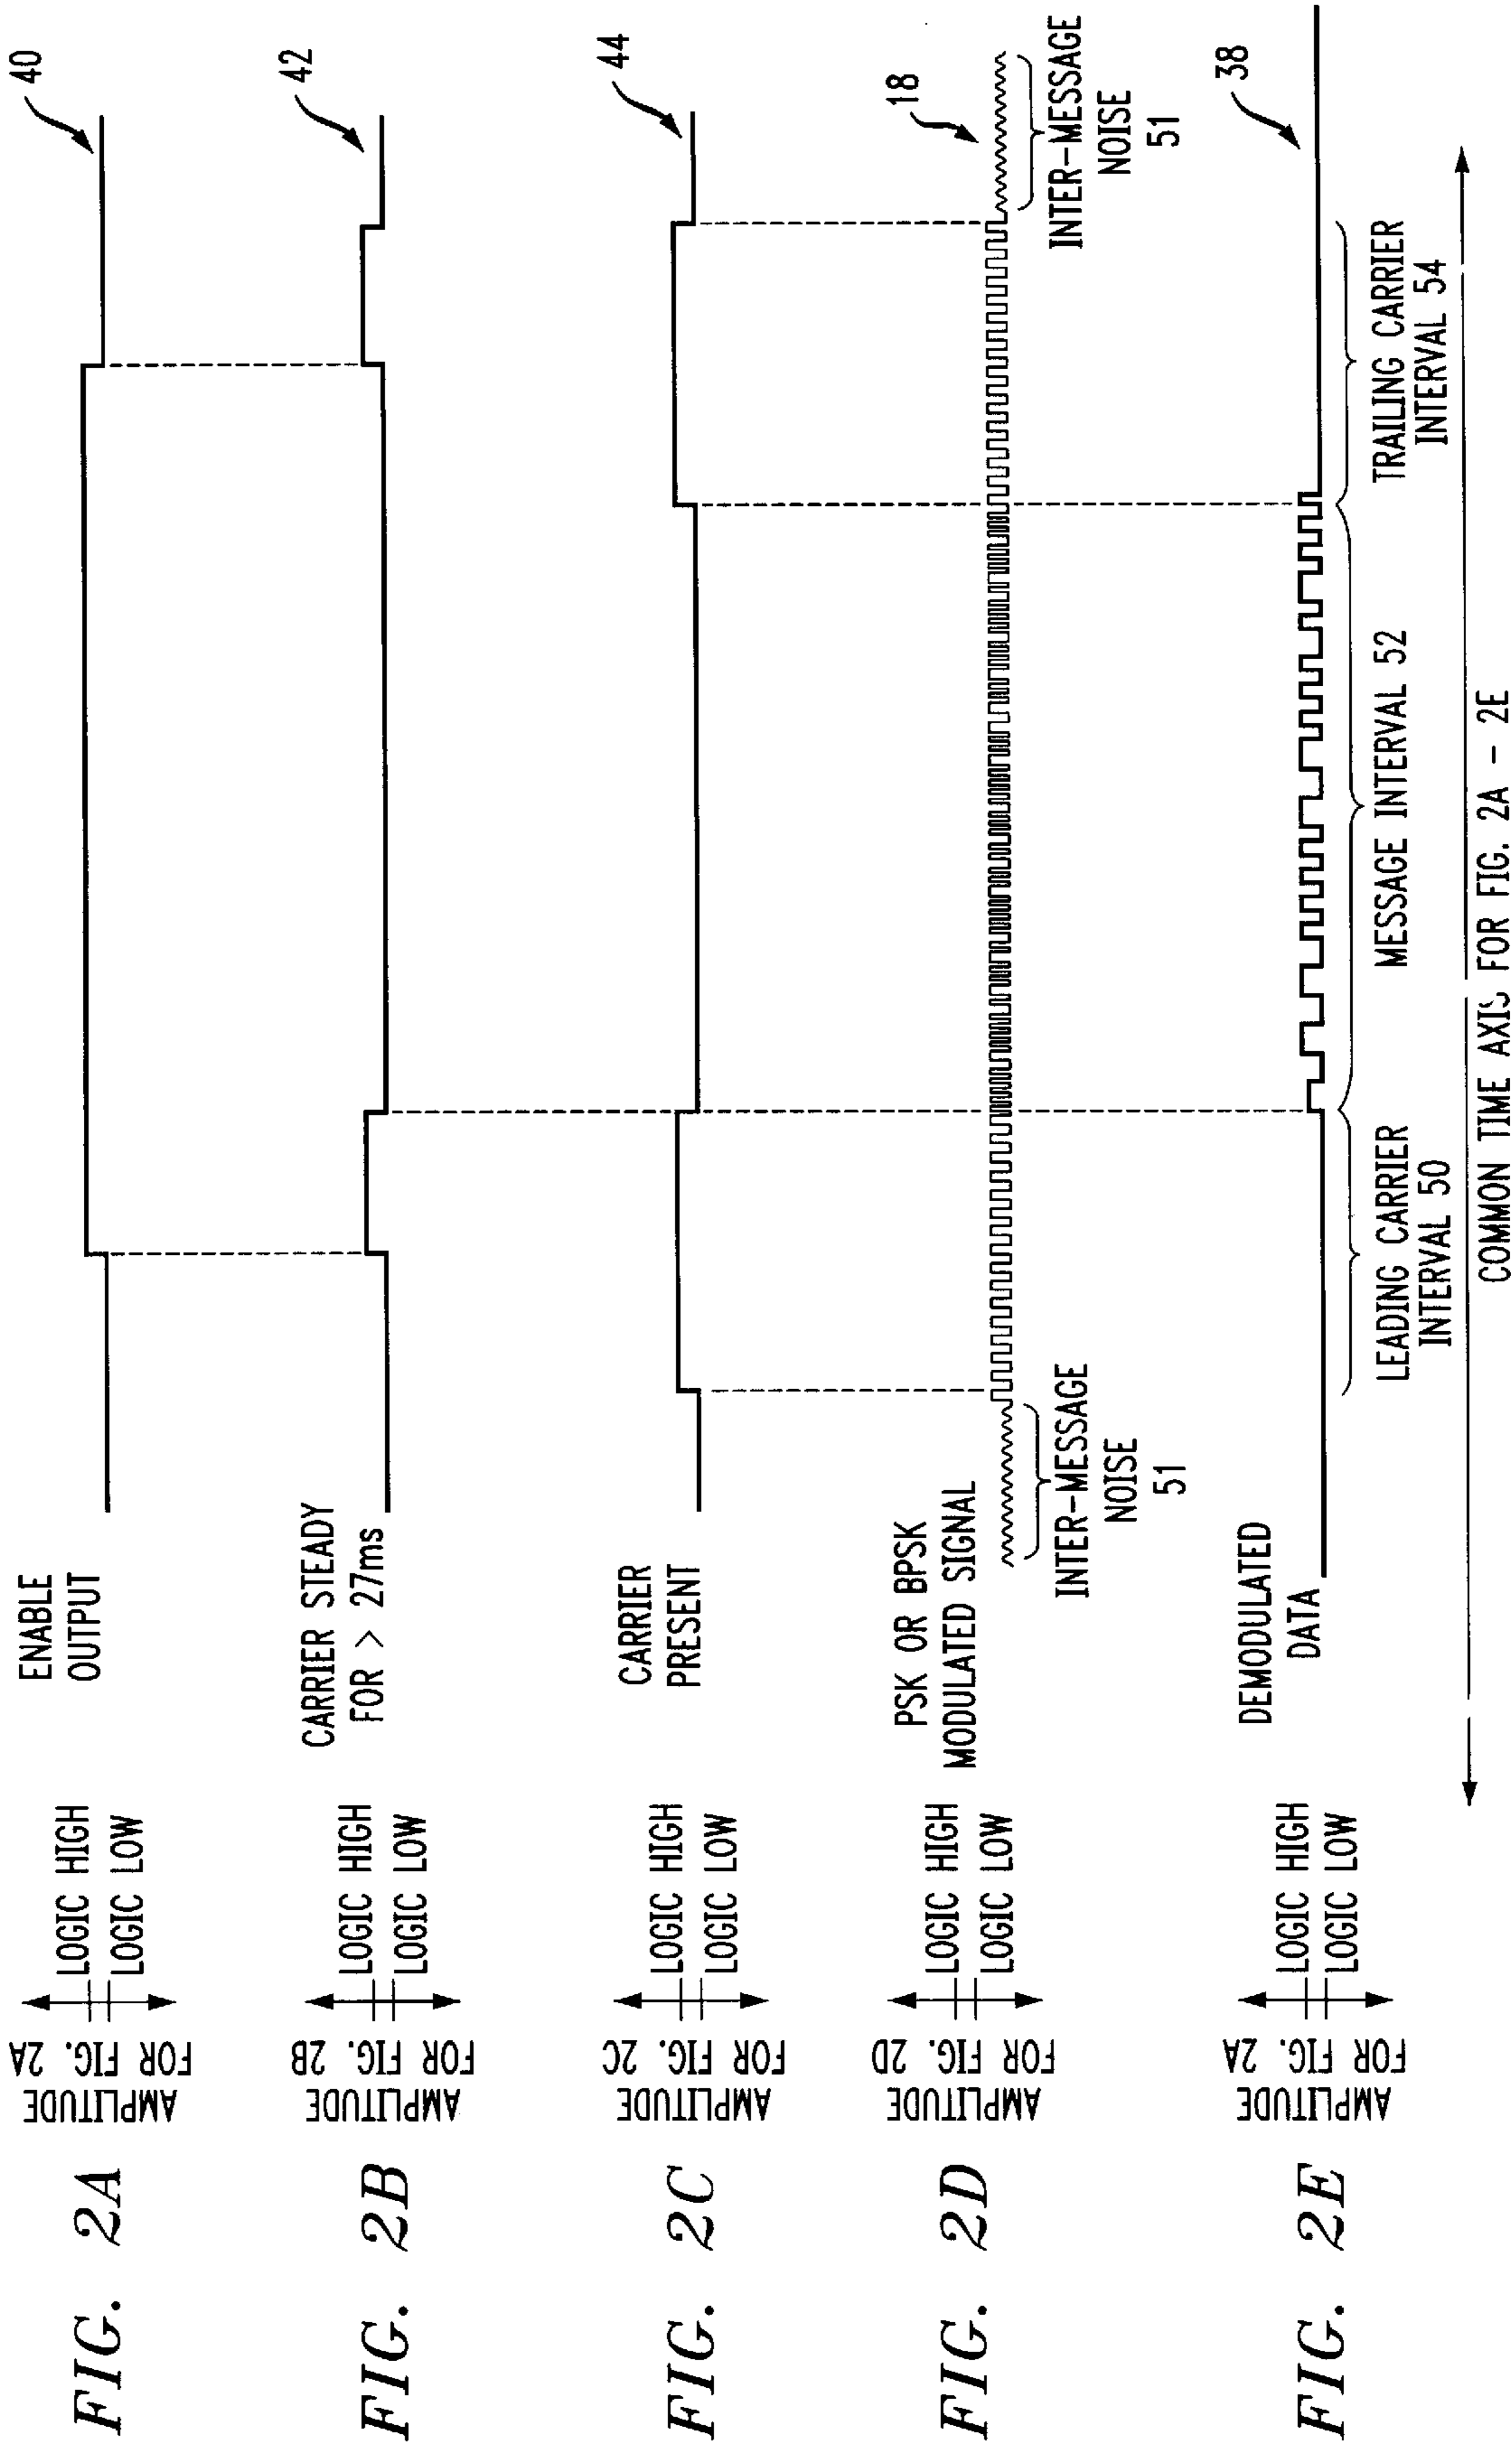 FIG. 2A
AMPLITUDE
FOR FIG. 2A
LOGIC HIGH
LOGIC LOW
ENABLE
OUTPUT
40
FIG. 2B
AMPLITUDE
FOR FIG. 2B
LOGIC HIGH
LOGIC LOW
CARRIER STEADY
FOR > 27ms
42
FIG. 2C
AMPLITUDE
FOR FIG. 2C
LOGIC HIGH
LOGIC LOW
CARRIER
PRESENT
44
FIG. 2D
AMPLITUDE
FOR FIG. 2D
LOGIC HIGH
LOGIC LOW
PSK OR BPSK
MODULATED SIGNAL
18
INTER-MESSAGE
NOISE
51
INTER-MESSAGE
NOISE
51
FIG. 2E
AMPLITUDE
FOR FIG. 2A
LOGIC HIGH
LOGIC LOW
DEMODULATED
DATA
38
LEADING CARRIER
INTERVAL 50
MESSAGE INTERVAL 52
TRAILING CARRIER
INTERVAL 54
COMMON TIME AXIS FOR FIG. 2A - 2E